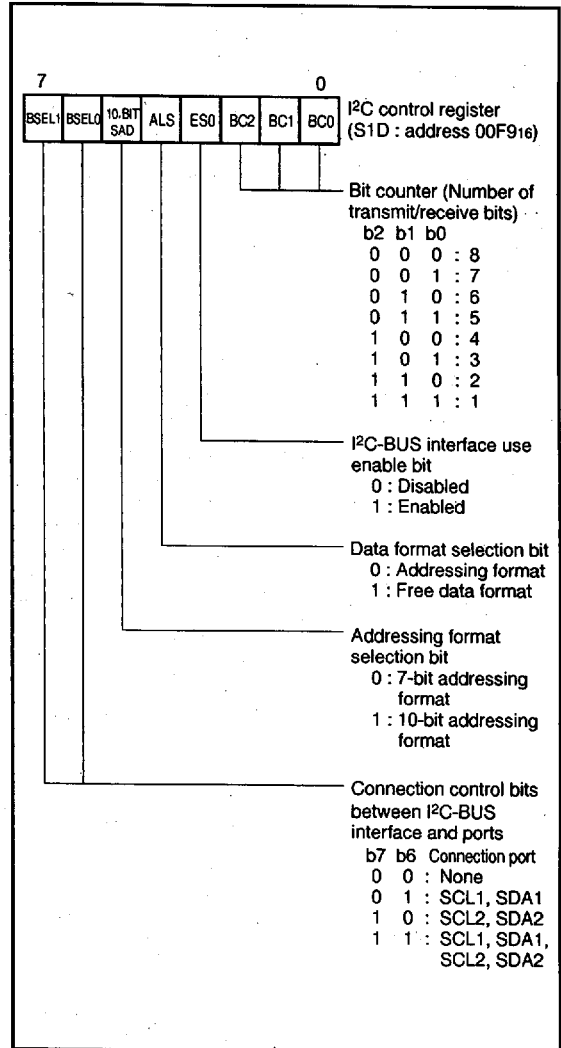 7 0
BSEL1 BSEL0 10 BIT SAD ALS ES0 BC2 BC1 BC0
I²C control register
(S1D : address 00F916)
Bit counter (Number of
transmit/receive bits)
b2 b1 b0
0 0 0 : 8
0 0 1 : 7
0 1 0 : 6
0 1 1 : 5
1 0 0 : 4
1 0 1 : 3
1 1 0 : 2
1 1 1 : 1
I²C-BUS interface use
enable bit
0 : Disabled
1 : Enabled
Data format selection bit
0 : Addressing format
1 : Free data format
Addressing format
selection bit
0 : 7-bit addressing
format
1 : 10-bit addressing
format
Connection control bits
between I²C-BUS
interface and ports
b7 b6 Connection port
0 0 : None
0 1 : SCL1, SDA1
1 0 : SCL2, SDA2
1 1 : SCL1, SDA1,
SCL2, SDA2